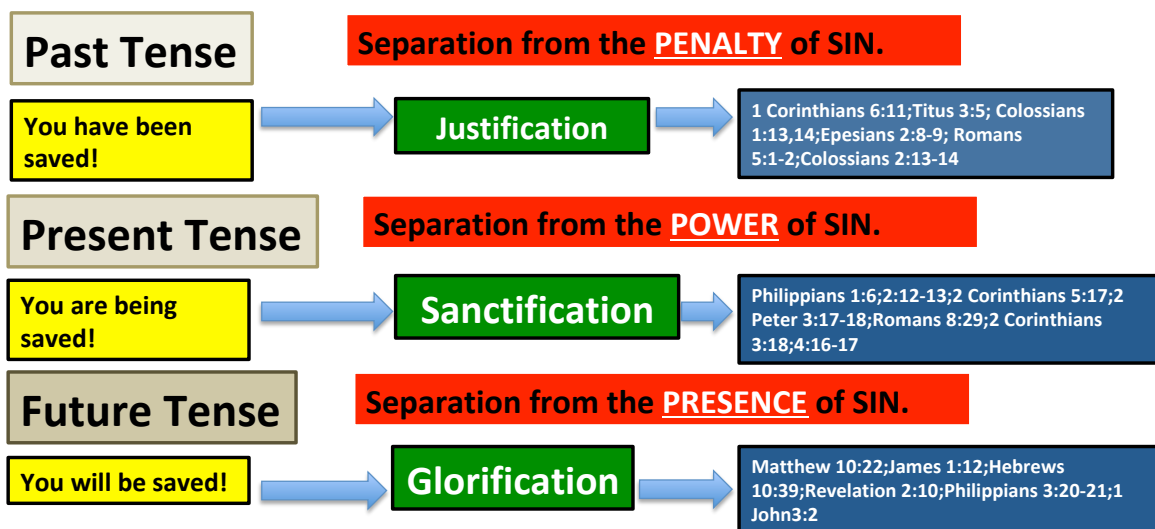 Past Tense
Separation from the PENALTY of SIN.
You have been
saved!
Justification
1 Corinthians 6:11;Titus 3:5; Colossians
1:13,14;Epesians 2:8-9; Romans
5:1-2;Colossians 2:13-14
Present Tense
Separation from the POWER of SIN.
You are being
saved!
Sanctification
Philippians 1:6;2:12-13;2 Corinthians 5:17;2
Peter 3:17-18;Romans 8:29;2 Corinthians
3:18;4:16-17
Future Tense
Separation from the PRESENCE of SIN.
You will be saved!
Glorification
Matthew 10:22;James 1:12;Hebrews
10:39;Revelation 2:10;Philippians 3:20-21;1
John3:2